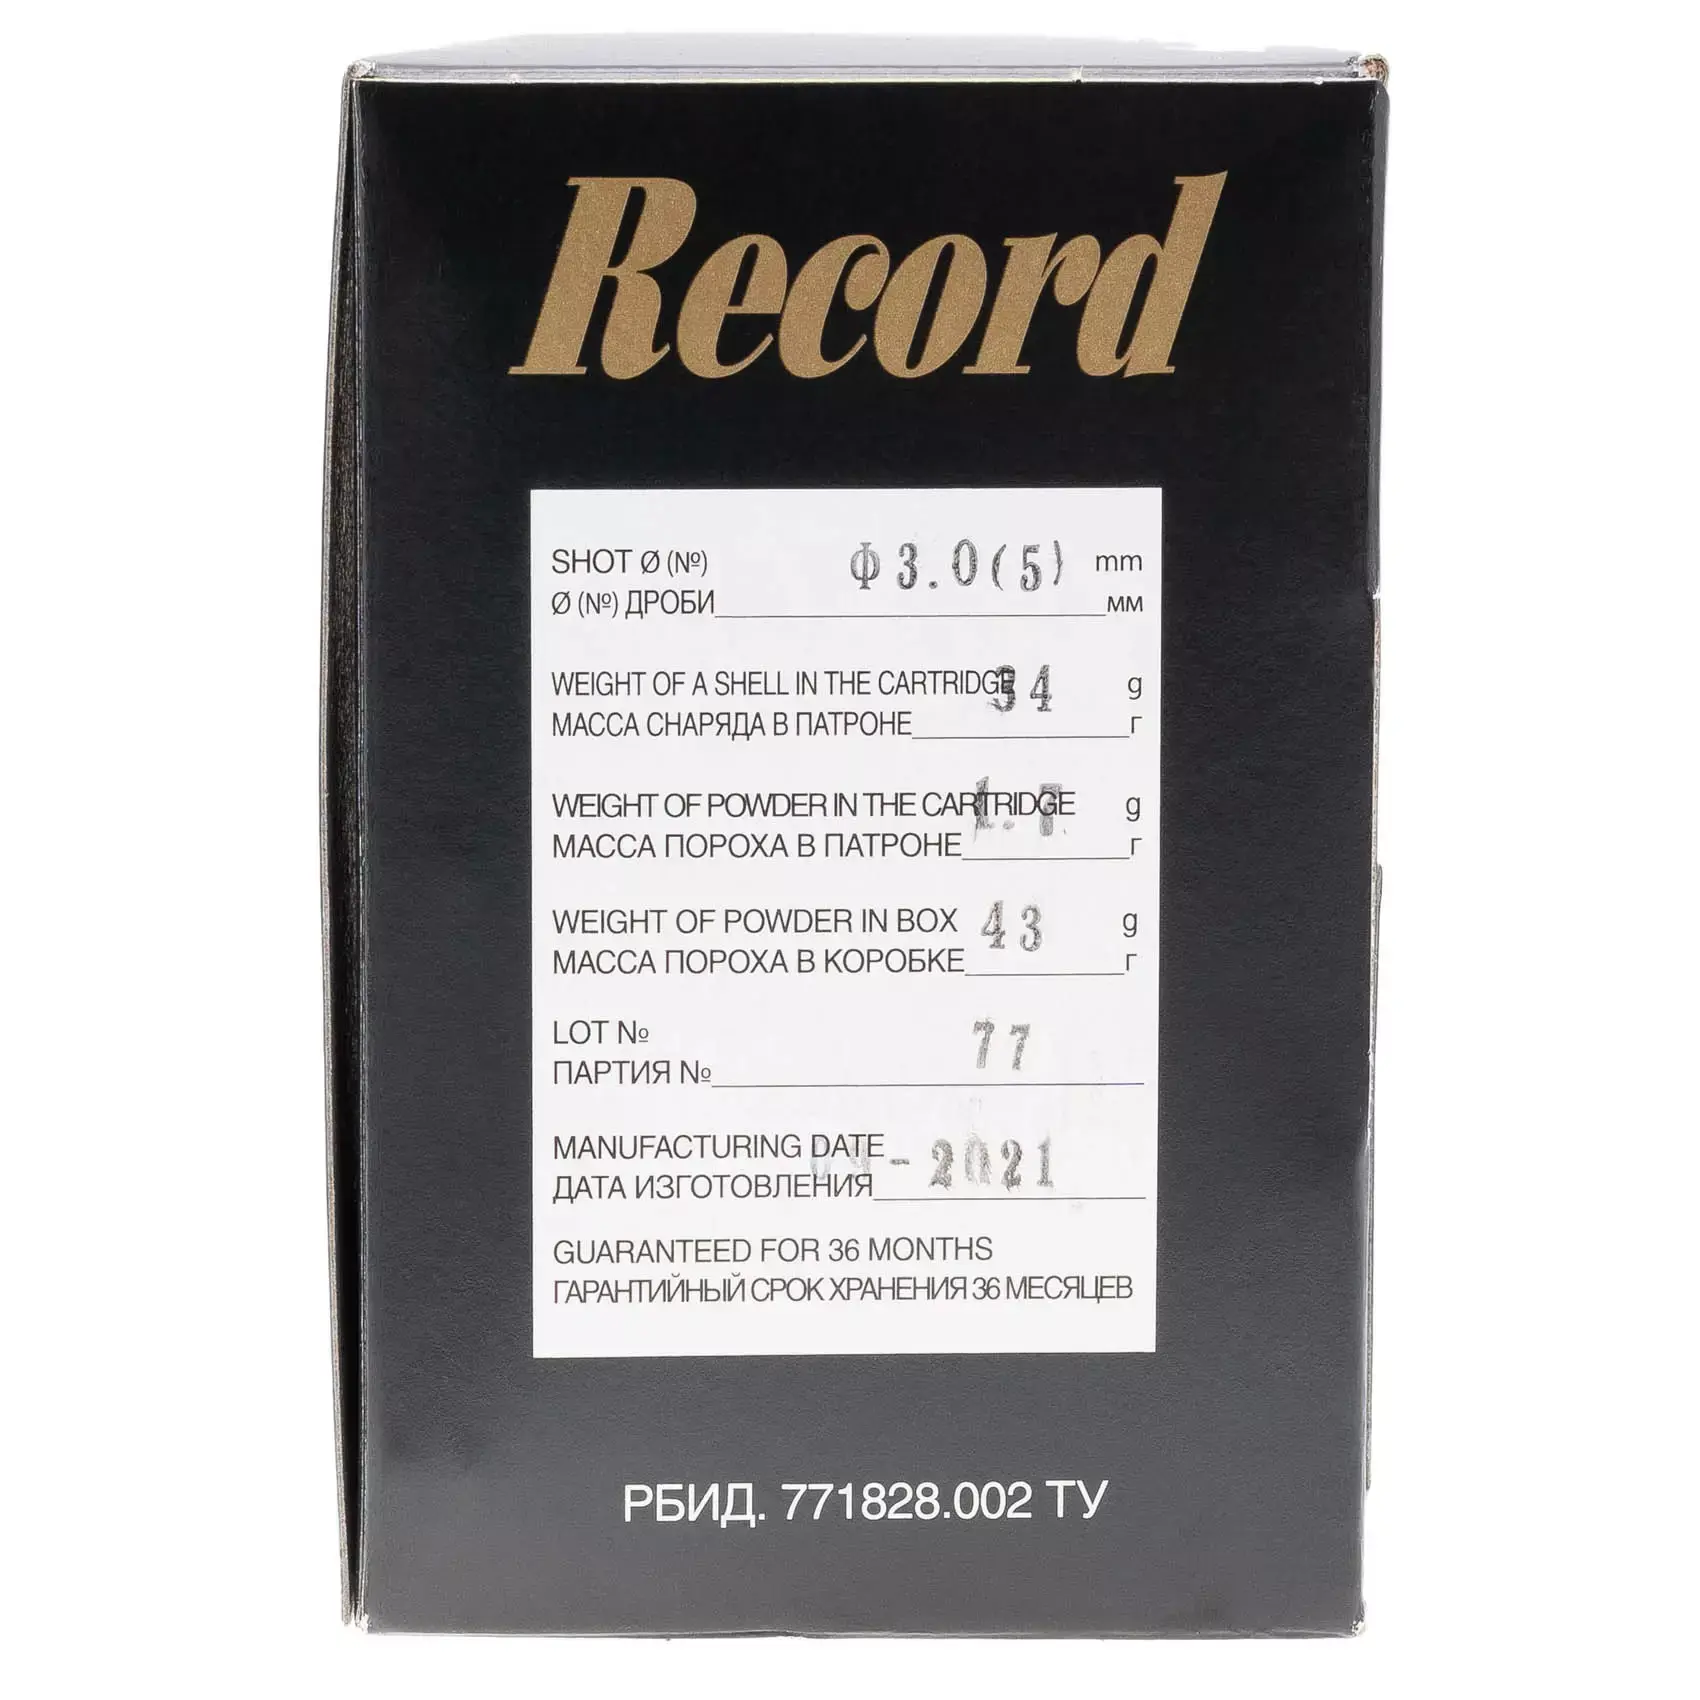 Record
SHOT Ø (№) Ф3.0(5) mm
Ø (№) ДРОБИ мм
WEIGHT OF A SHELL IN THE CARTRIDGE 34 g
МАССА СНАРЯДА В ПАТРОНЕ г
WEIGHT OF POWDER IN THE CARTRIDGE 1.7 g
МАССА ПОРОХА В ПАТРОНЕ г
WEIGHT OF POWDER IN BOX 43 g
МАССА ПОРОХА В КОРОБКЕ г
LOT № 77
ПАРТИЯ №
MANUFACTURING DATE - 2021
ДАТА ИЗГОТОВЛЕНИЯ
GUARANTEED FOR 36 MONTHS
ГАРАНТИЙНЫЙ СРОК ХРАНЕНИЯ 36 МЕСЯЦЕВ
РБИД. 771828.002 ТУ